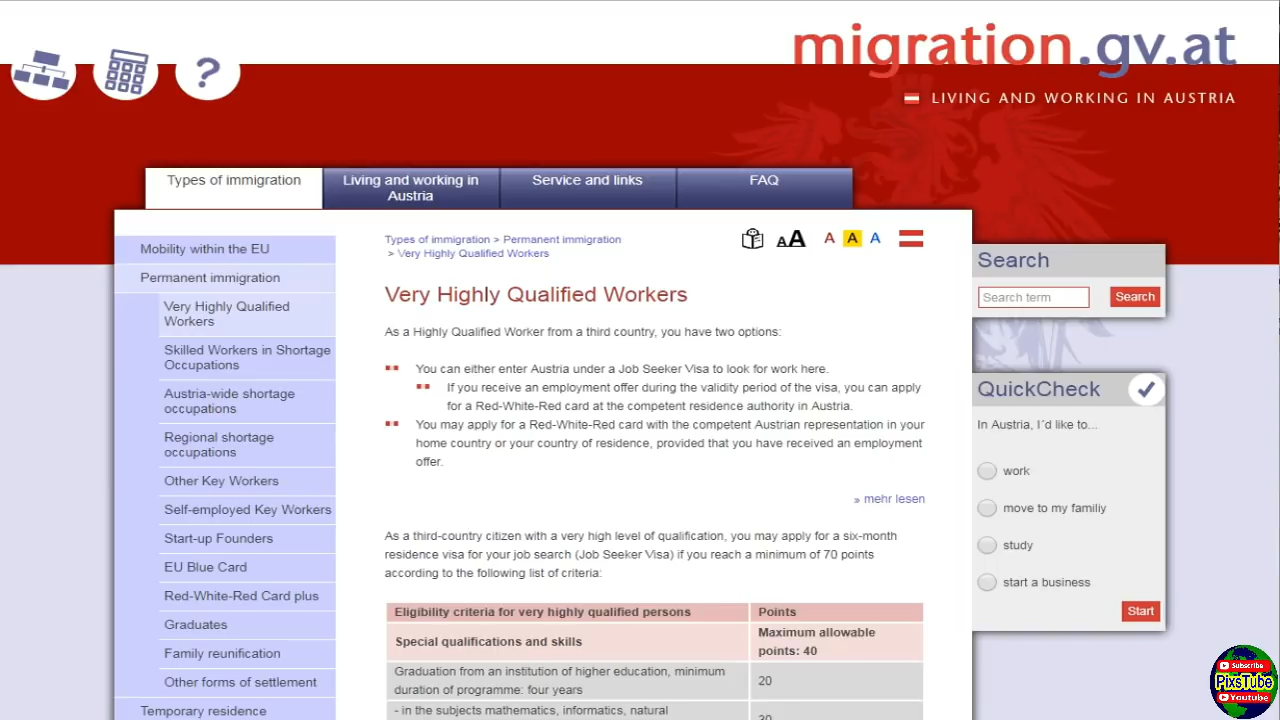 migration.gv.at
LIVING AND WORKING IN AUSTRIA
?
Types of immigration
Living and working in
Austria
Service and links
FAQ
Mobility within the EU
Permanent immigration
Very Highly Qualified
Workers
Skilled Workers in Shortage
Occupations
Austria-wide shortage
occupations
Regional shortage
occupations
Other Key Workers
Self-employed Key Workers
Start-up Founders
EU Blue Card
Red-White-Red Card plus
Graduates
Family reunification
Other forms of settlement
Temporary residence
Types of immigration > Permanent immigration
> Very Highly Qualified Workers
AA A A A
Very Highly Qualified Workers
As a Highly Qualified Worker from a third country, you have two options:
You can either enter Austria under a Job Seeker Visa to look for work here.
If you receive an employment offer during the validity period of the visa, you can apply
for a Red-White-Red card at the competent residence authority in Austria.
You may apply for a Red-White-Red card with the competent Austrian representation in your
home country or your country of residence, provided that you have received an employment
offer.
» mehr lesen
As a third-country citizen with a very high level of qualification, you may apply for a six-month
residence visa for your job search (Job Seeker Visa) if you reach a minimum of 70 points
according to the following list of criteria:
Eligibility criteria for very highly qualified persons
Points
Special qualifications and skills
Maximum allowable
points: 40
Graduation from an institution of higher education, minimum
duration of programme: four years
20
- in the subjects mathematics, informatics, natural
30
Search
Search term
Search
QuickCheck
In Austria, I´d like to...
work
move to my familiy
study
start a business
Start
Subscribe
PixsTube
Youtube